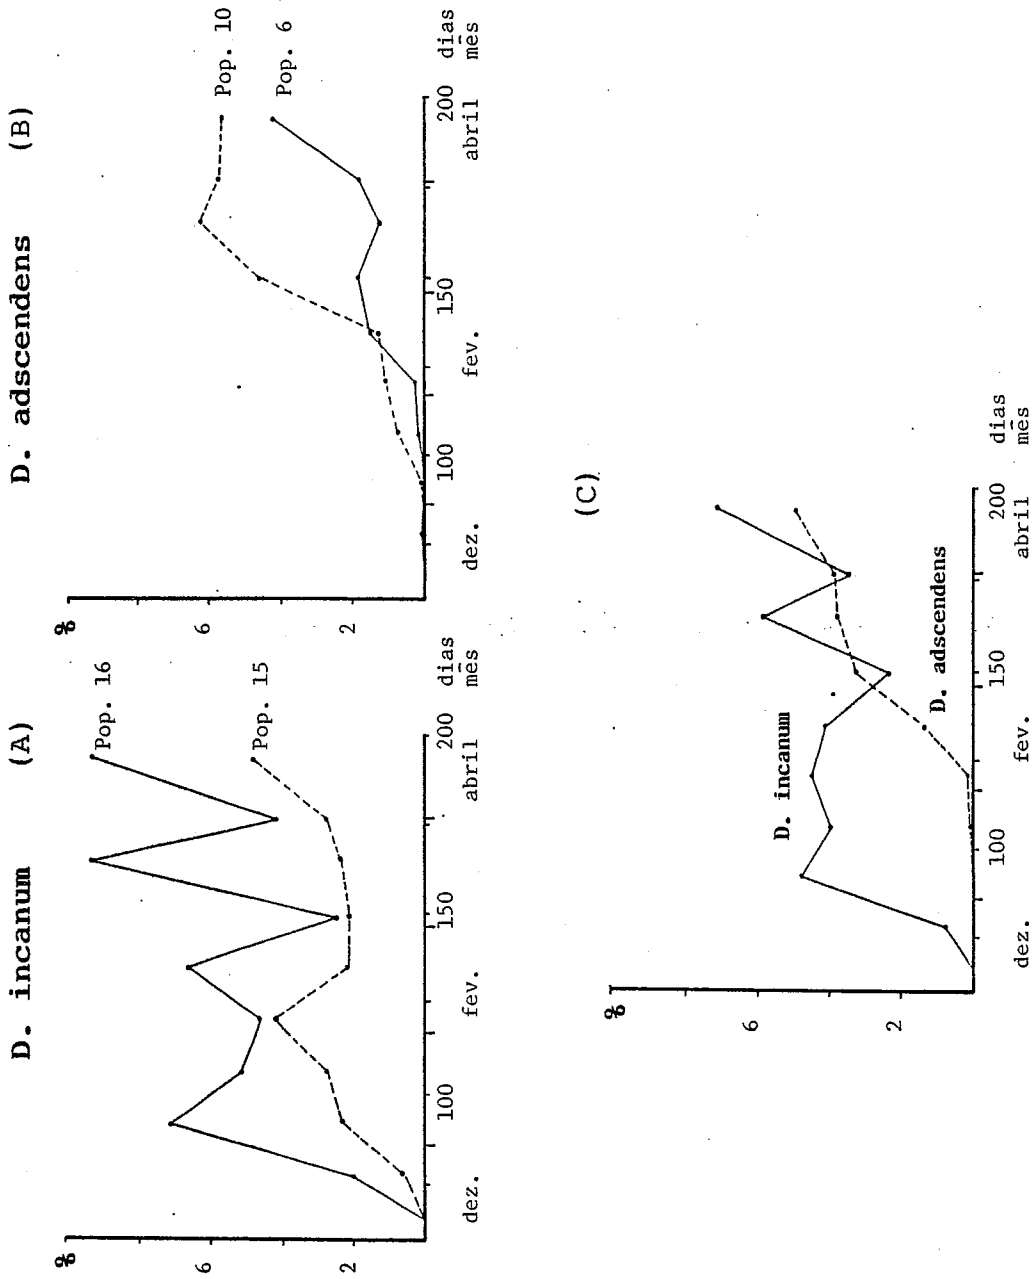 D. incanum (A)
%
6
2
Pop. 16
Pop. 15
100 150 200 dias
dez. fev. abril mês
D. adscendens (B)
%
6
2
Pop. 10
Pop. 6
100 150 200 dias
dez. fev. abril mês
(C)
%
6
2
D. incanum
D. adscendens
100 150 200 dias
dez. fev. abril mês